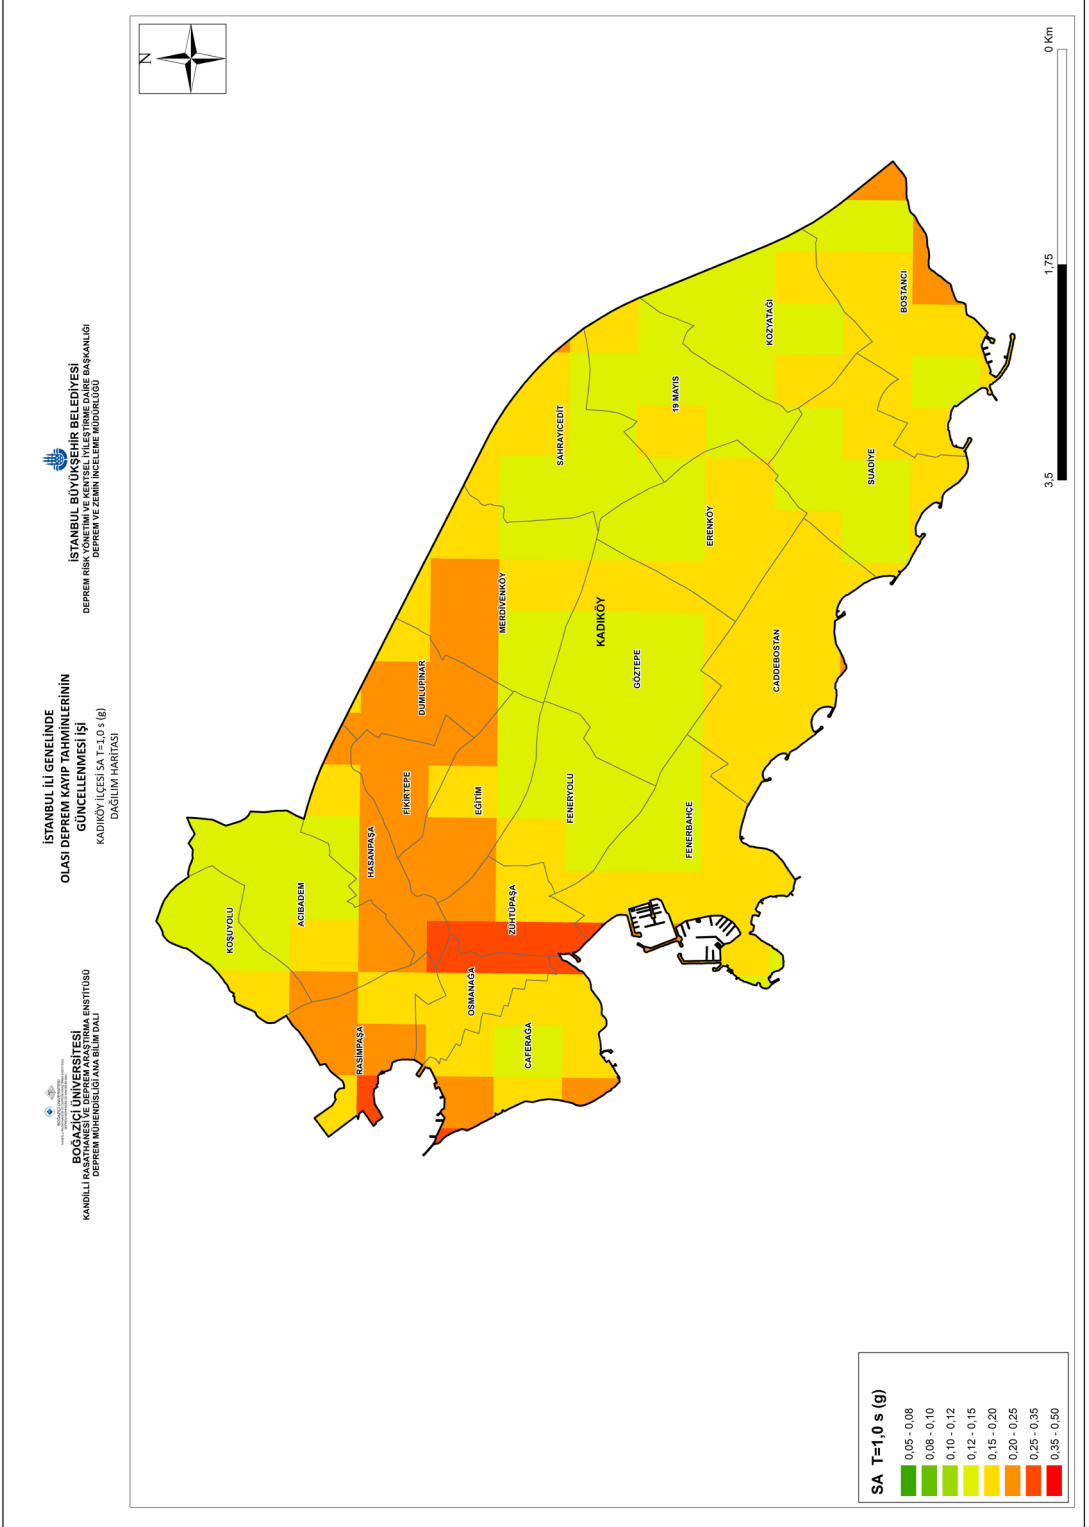 BOĞAZİÇİ ÜNİVERSİTESİ
KANDİLLİ RASATHANESİ VE DEPREM ARAŞTIRMA ENSTİTÜSÜ
DEPREM MÜHENDİSLİĞİ ANA BİLİM DALI
İSTANBUL İLİ GENELİNDE
OLASI DEPREM KAYIP TAHMİNLERİNİN
GÜNCELLENMESİ İŞİ
KADIKÖY İLÇESİ SA T=1,0 s (g)
DAĞILIM HARİTASI
İSTANBUL BÜYÜKŞEHİR BELEDİYESİ
DEPREM RİSK YÖNETİMİ VE KENTSEL İYİLEŞTİRME DAİRE BAŞKANLIĞI
DEPREM VE ZEMİN İNCELEME MÜDÜRLÜĞÜ
N
KOŞUYOLU
ACIBADEM
RASİMPAŞA
HASANPAŞA
FİKİRTEPE
DUMLUPINAR
OSMANAĞA
EĞİTİM
MERDİVENKÖY
CAFERAĞA
ZÜHTÜPAŞA
FENERYOLU
SAHRAYICEDİT
KADIKÖY
GÖZTEPE
19 MAYIS
FENERBAHÇE
ERENKÖY
KOZYATAĞI
CADDEBOSTAN
SUADİYE
BOSTANCI
SA T=1,0 s (g)
0,05 - 0,08
0,08 - 0,10
0,10 - 0,12
0,12 - 0,15
0,15 - 0,20
0,20 - 0,25
0,25 - 0,35
0,35 - 0,50
3,5
1,75
0 Km